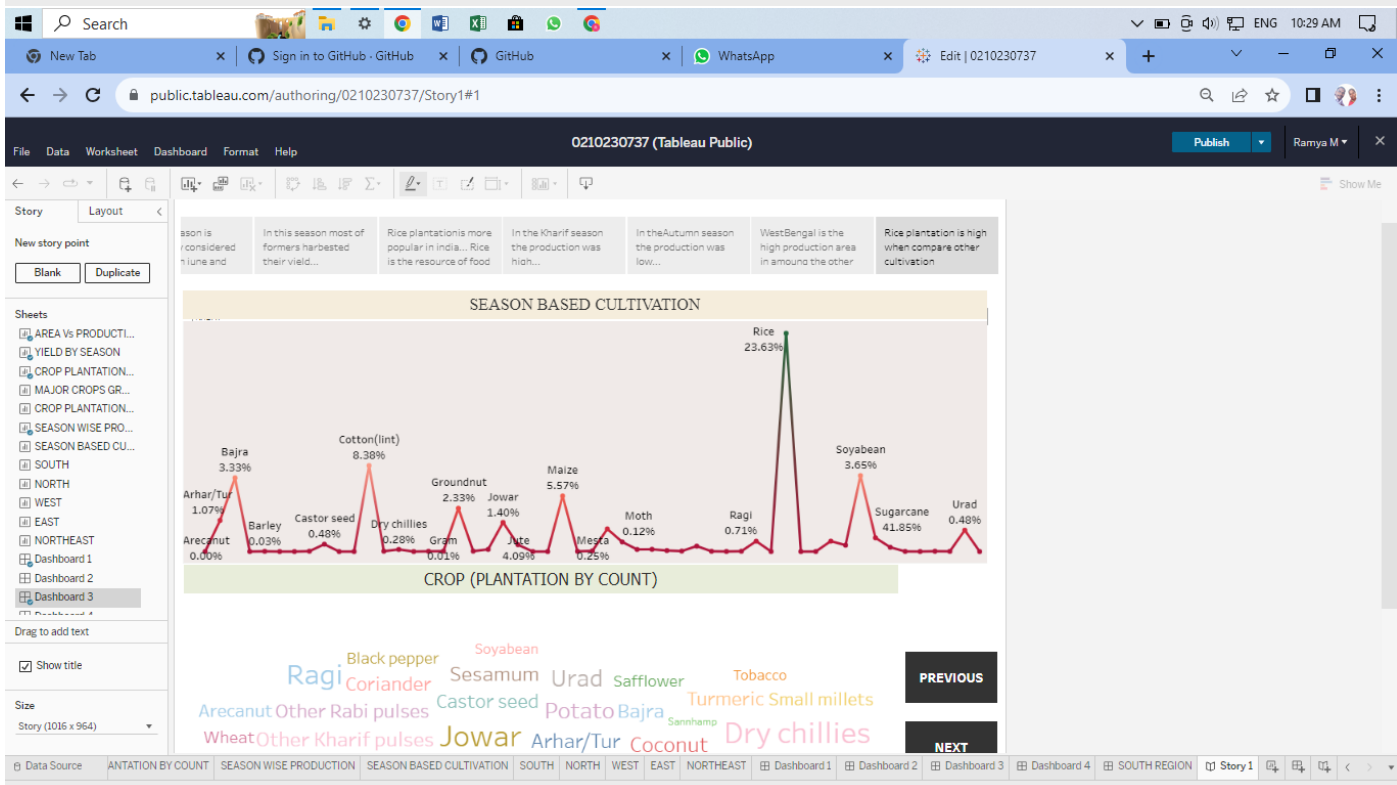 Search
ENG 10:29 AM
New Tab
Sign in to GitHub · GitHub
GitHub
WhatsApp
Edit | 0210230737
public.tableau.com/authoring/0210230737/Story1#1
0210230737 (Tableau Public)
Publish
Ramya M
File Data Worksheet Dashboard Format Help
Show Me
Story Layout
New story point
Blank Duplicate
Sheets
AREA Vs PRODUCTI...
YIELD BY SEASON
CROP PLANTATION...
MAJOR CROPS GR...
CROP PLANTATION...
SEASON WISE PRO...
SEASON BASED CU...
SOUTH
NORTH
WEST
EAST
NORTHEAST
Dashboard 1
Dashboard 2
Dashboard 3
Dashboard 4
Drag to add text
Show title
Size
Story (1016 x 964)
ason is
considered
june and
In this season most of
formers harbested
their vield...
Rice plantationis more
popular in india... Rice
is the resource of food
In the Kharif season
the production was
high...
In theAutumn season
the production was
low...
WestBengal is the
high production area
in amoung the other
Rice plantation is high
when compare other
cultivation
SEASON BASED CULTIVATION
Rice
23.63%
Cotton(lint)
8.38%
Bajra
3.33%
Soyabean
3.65%
Maize
5.57%
Groundnut
2.33%
Jowar
1.40%
Arhar/Tur
1.07%
Castor seed
0.48%
Barley
0.03%
Dry chillies
0.28%
Moth
0.12%
Ragi
0.71%
Sugarcane
41.85%
Urad
0.48%
Arecanut
0.00%
Gram
0.01%
Jute
4.09%
Mesta
0.25%
CROP (PLANTATION BY COUNT)
Soyabean
Black pepper
Ragi Coriander Sesamum Urad Safflower Tobacco
Arecanut Other Rabi pulses Castor seed Potato Bajra Sannhamp Turmeric Small millets
Wheat Other Kharif pulses Jowar Arhar/Tur Coconut Dry chillies
PREVIOUS
NEXT
Data Source ANTATION BY COUNT SEASON WISE PRODUCTION SEASON BASED CULTIVATION SOUTH NORTH WEST EAST NORTHEAST Dashboard 1 Dashboard 2 Dashboard 3 Dashboard 4 SOUTH REGION Story 1